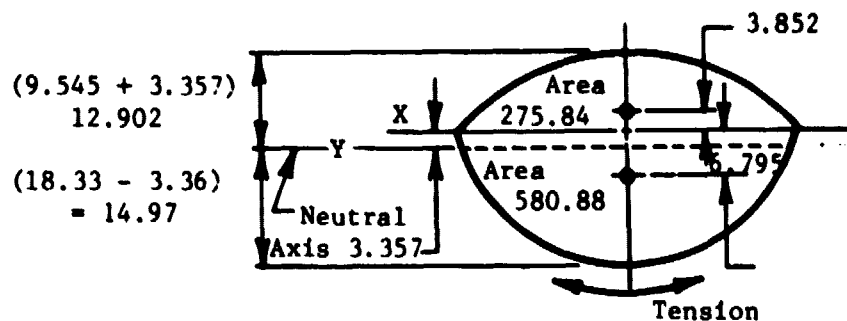 3.852
(9.545 + 3.357)
12.902
Area
X
275.84
Y
Area
6.795
(18.33 - 3.36)
= 14.97
580.88
Neutral
Axis 3.357
Tension